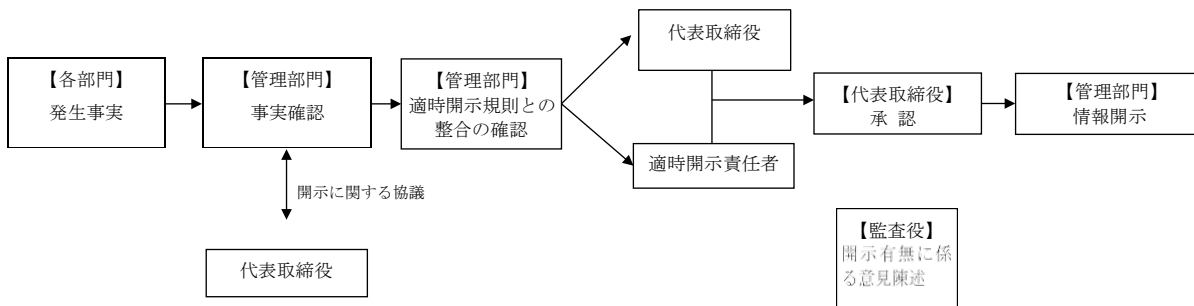 代表取締役
【各部門】
発生事実
【管理部門】
事実確認
【管理部門】
適時開示規則との
整合の確認
【代表取締役】
承 認
【管理部門】
情報開示
適時開示責任者
開示に関する協議
代表取締役
【監査役】
開示有無に係
る意見陳述